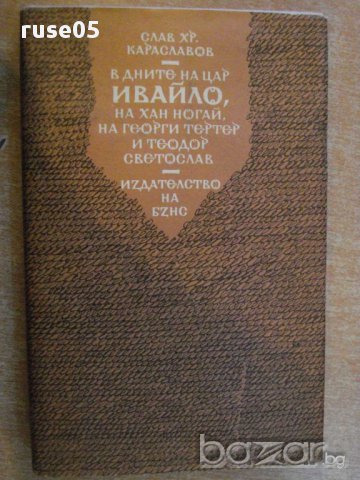 ruse05
СЛАВ ХР.
КАРАСЛАВОВ
В ДНИТЕ НА ЦАР
ИВАЙЛО,
НА ХАН НОГАЙ,
НА ГЕОРГИ ТЕРТЕР
И ТЕОДОР
СВЕТОСЛАВ
ИЗДАТЕЛСТВО
НА
БЗНС
bazar.bg